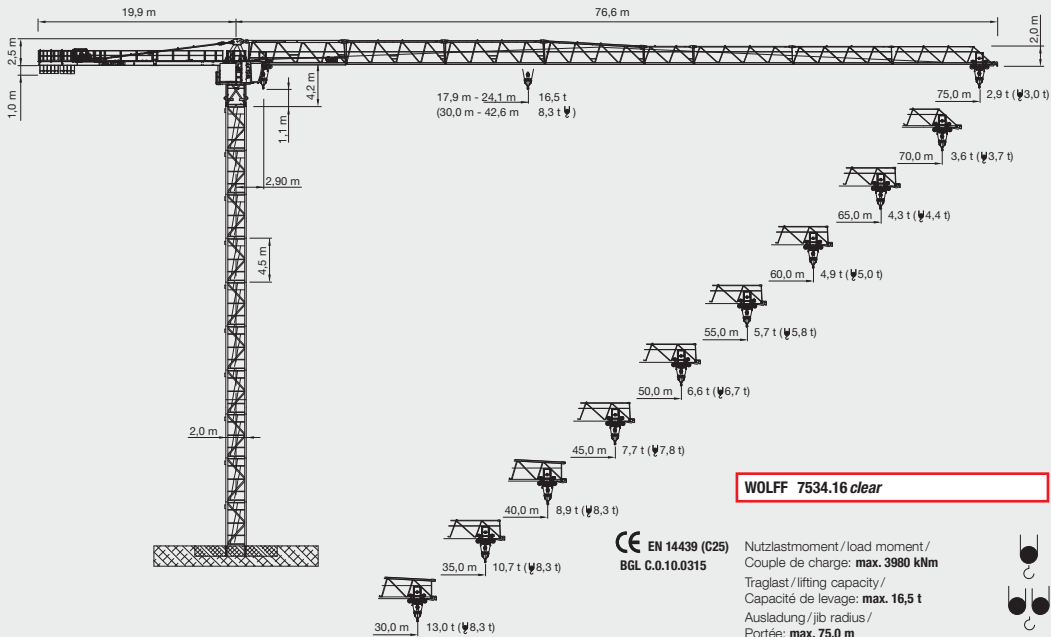 19,9 m
76,6 m
2,5 m
2,0 m
1,0 m
4,2 m
17,9 m - 24,1 m 16,5 t
(30,0 m - 42,6 m 8,3 t)
75,0 m 2,9 t (3,0 t)
1,1 m
70,0 m 3,6 t (3,7 t)
2,90 m
65,0 m 4,3 t (4,4 t)
4,5 m
60,0 m 4,9 t (5,0 t)
55,0 m 5,7 t (5,8 t)
50,0 m 6,6 t (6,7 t)
2,0 m
45,0 m 7,7 t (7,8 t)
WOLFF 7534.16 clear
40,0 m 8,9 t (8,3 t)
CE EN 14439 (C25)
BGL C.0.10.0315
Nutzlastmoment / load moment /
Couple de charge: max. 3980 kNm
35,0 m 10,7 t (8,3 t)
Traglast / lifting capacity /
Capacité de levage: max. 16,5 t
Ausladung / jib radius /
Portée: max. 75,0 m
30,0 m 13,0 t (8,3 t)